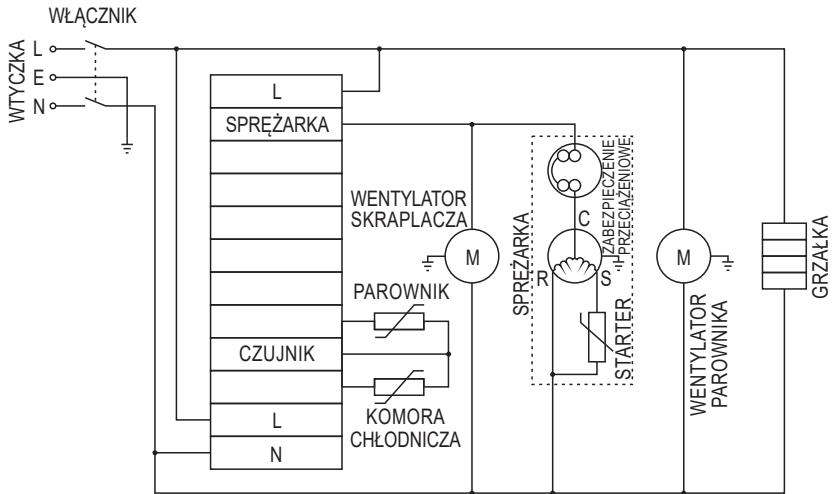 WŁĄCZNIK
WTYCZKA
L
E
N
L
SPRĘŻARKA
WENTYLATOR
SKRAPLACZA
M
PAROWNIK
CZUJNIK
KOMORA
CHŁODNICZA
L
N
SPRĘŻARKA
ZABEZPIECZENIE
PRZECIĄŻENIOWE
C
R
S
STARTER
M
WENTYLATOR
PAROWNIKA
GRZAŁKA